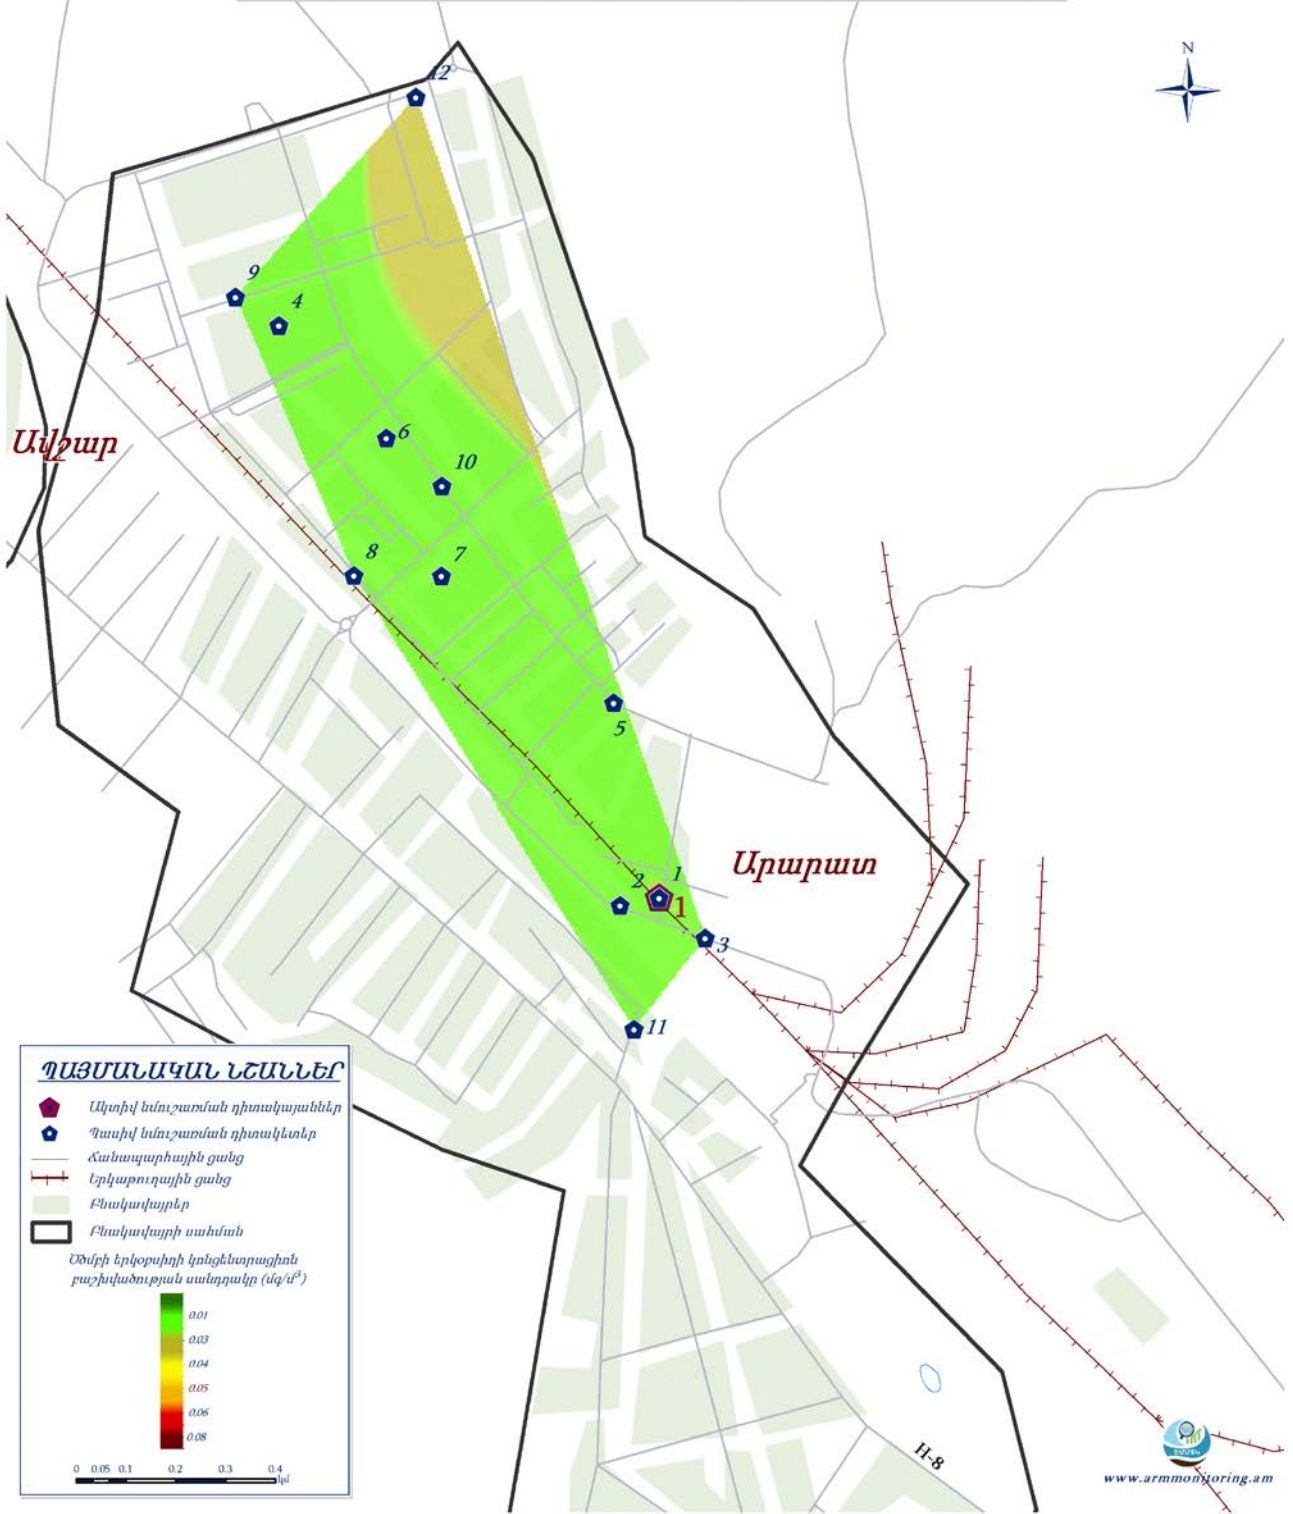 N
12
9
4
Ավշար
6
10
8
7
5
Արարատ
1
2
1
3
11
ՊԱՅՄԱՆԱԿԱՆ ՆՇԱՆՆԵՐ
Ակտիվ նմուշառման դիտակայաններ
Պասիվ նմուշառման դիտակետեր
Ճանապարհային ցանց
Երկաթուղային ցանց
Բնակավայրեր
Բնակավայրի սահման
Ծծմբի երկօքսիդի կոնցենտրացիոն
բաշխվածության սանդղակը (մգ/մ³)
0.01
0.03
0.04
0.05
0.06
0.08
0 0.05 0.1 0.2 0.3 0.4
կմ
H-8
www.armmonitoring.am